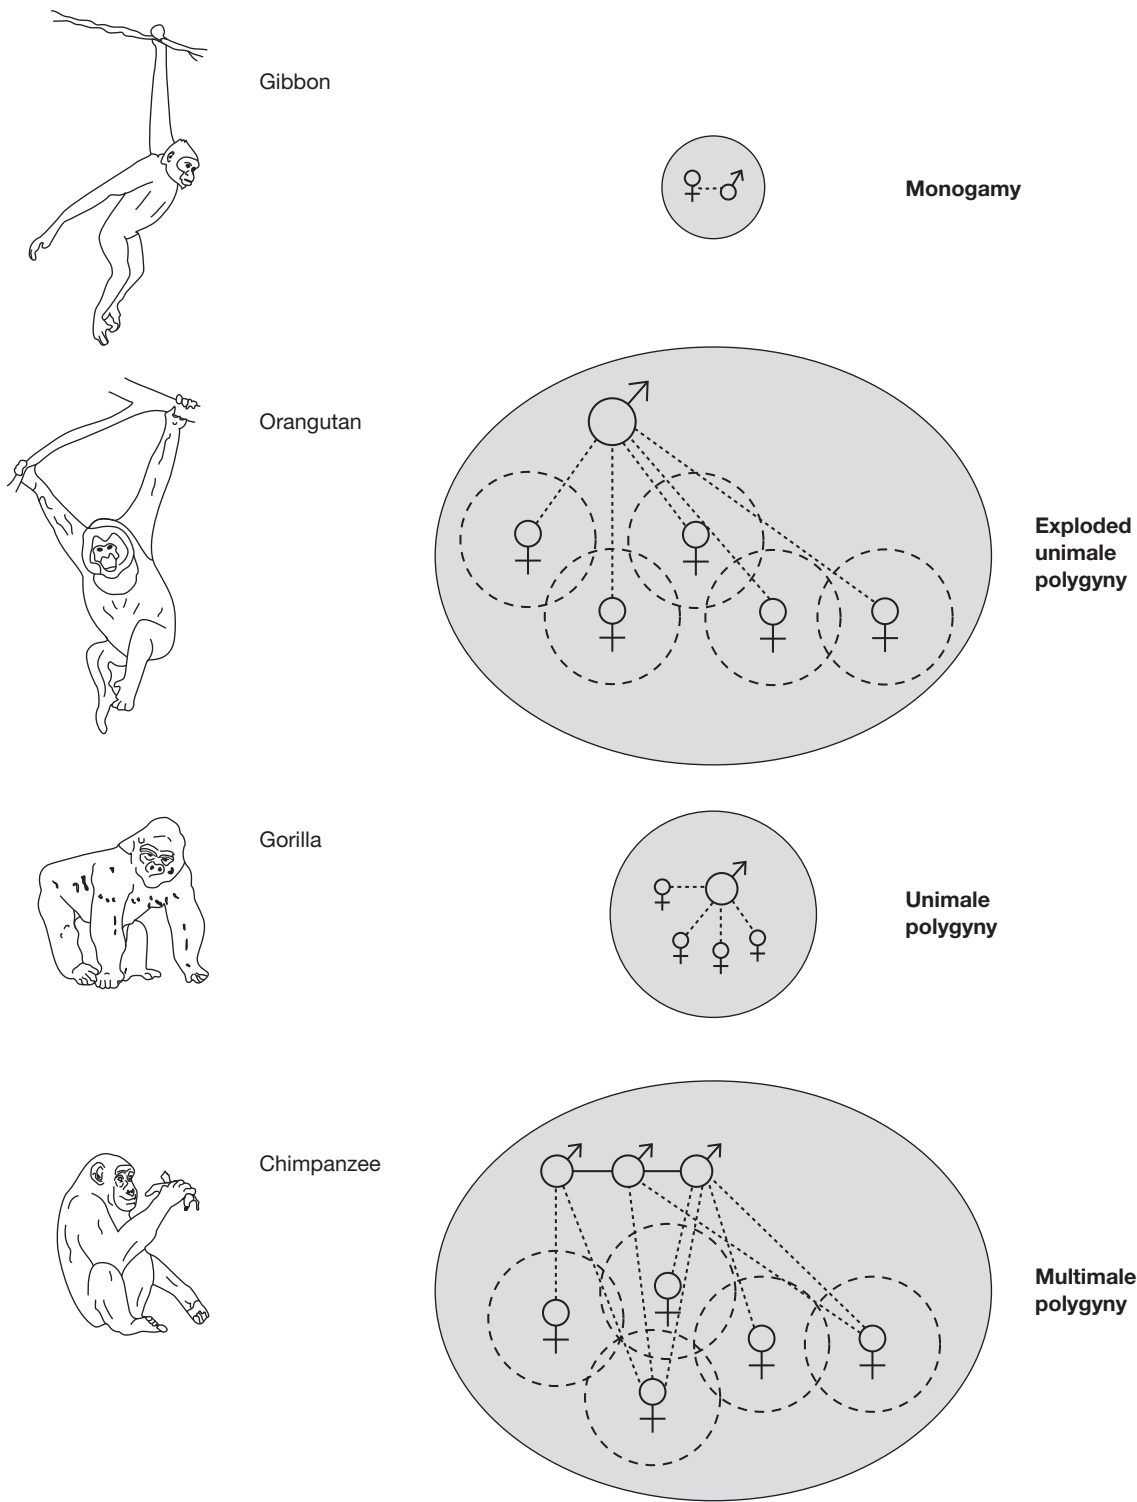 Gibbon
Monogamy
Orangutan
Exploded
unimale
polygyny
Gorilla
Unimale
polygyny
Chimpanzee
Multimale
polygyny